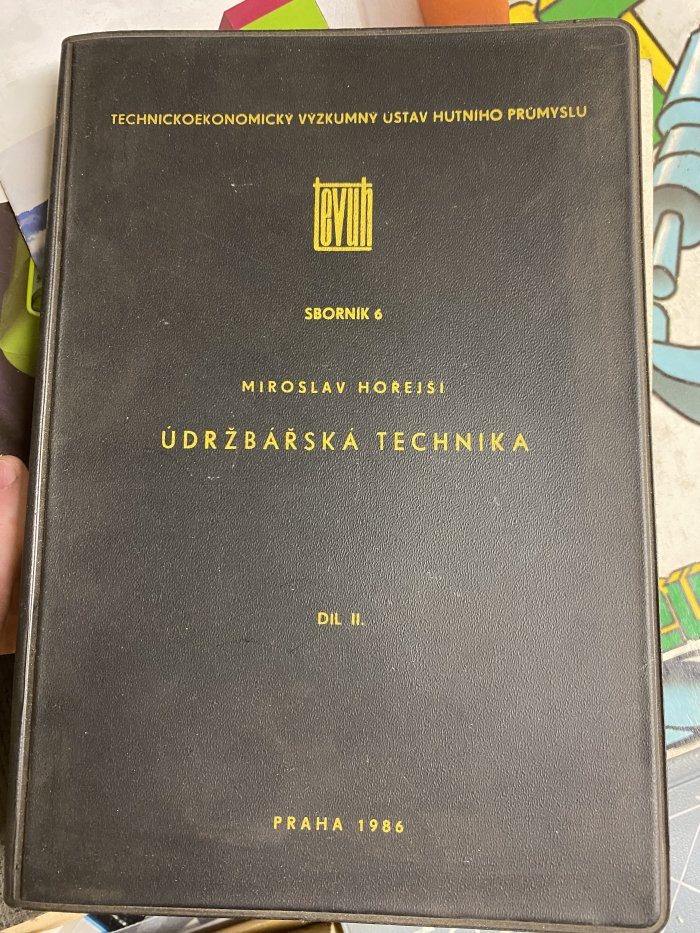 TECHNICKOEKONOMICKÝ VÝZKUMNÝ ÚSTAV HUTNÍHO PRŮMYSLU
tevuh
SBORNÍK 6
MIROSLAV HOŘEJŠÍ
ÚDRŽBÁŘSKÁ TECHNIKA
DÍL II.
PRAHA 1986